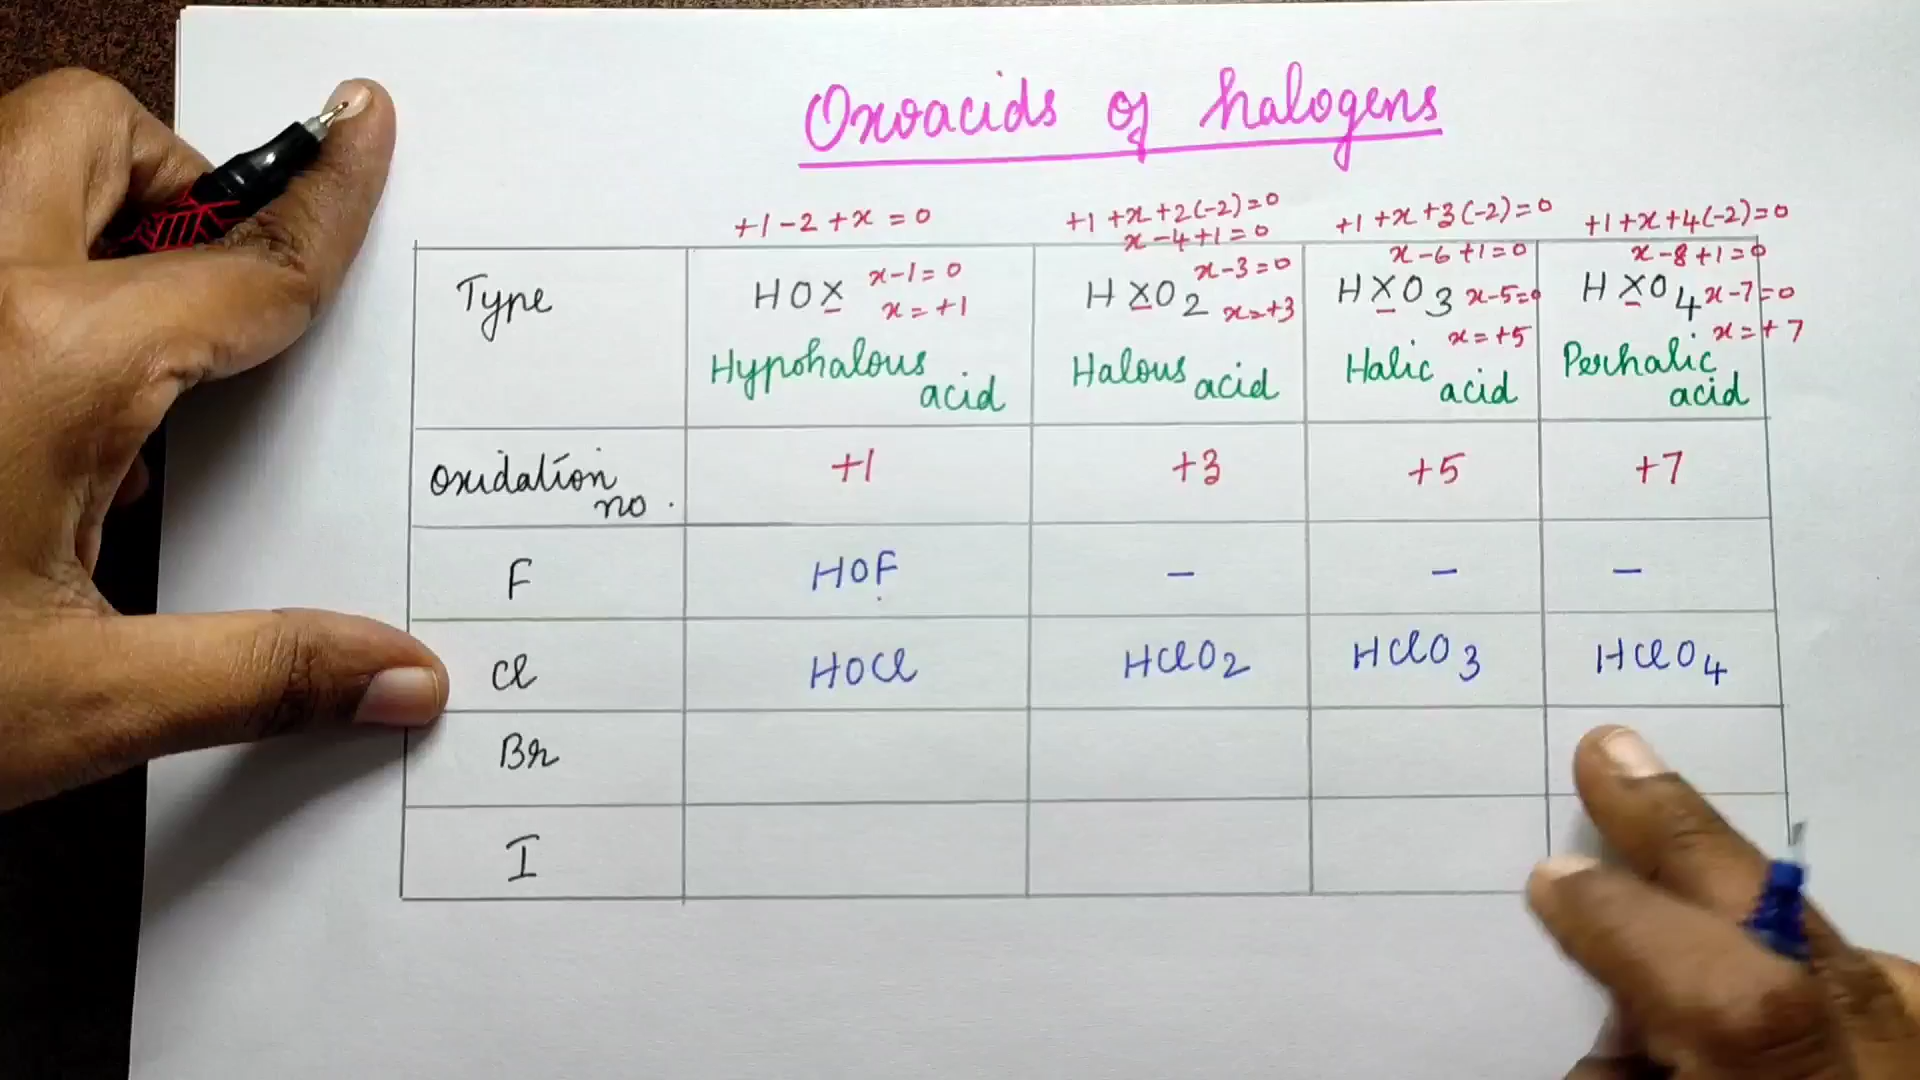 Oxoacids of halogens
+1 -2 +x = 0
+1 +x +2(-2)=0
x -4 +1 = 0
+1 +x +3(-2)=0
x -6 +1 = 0
+1 +x +4(-2)=0
x -8 +1 = 0
Type
HOX
x -1 = 0
x = +1
Hypohalous acid
HXO2
x -3 = 0
x = +3
Halous acid
HXO3
x -5 = 0
x = +5
Halic acid
HXO4
x -7 = 0
x = +7
Perhalic acid
Oxidation no.
+1
+3
+5
+7
F
HOF
-
-
-
Cl
HOCl
HClO2
HClO3
HClO4
Br
I